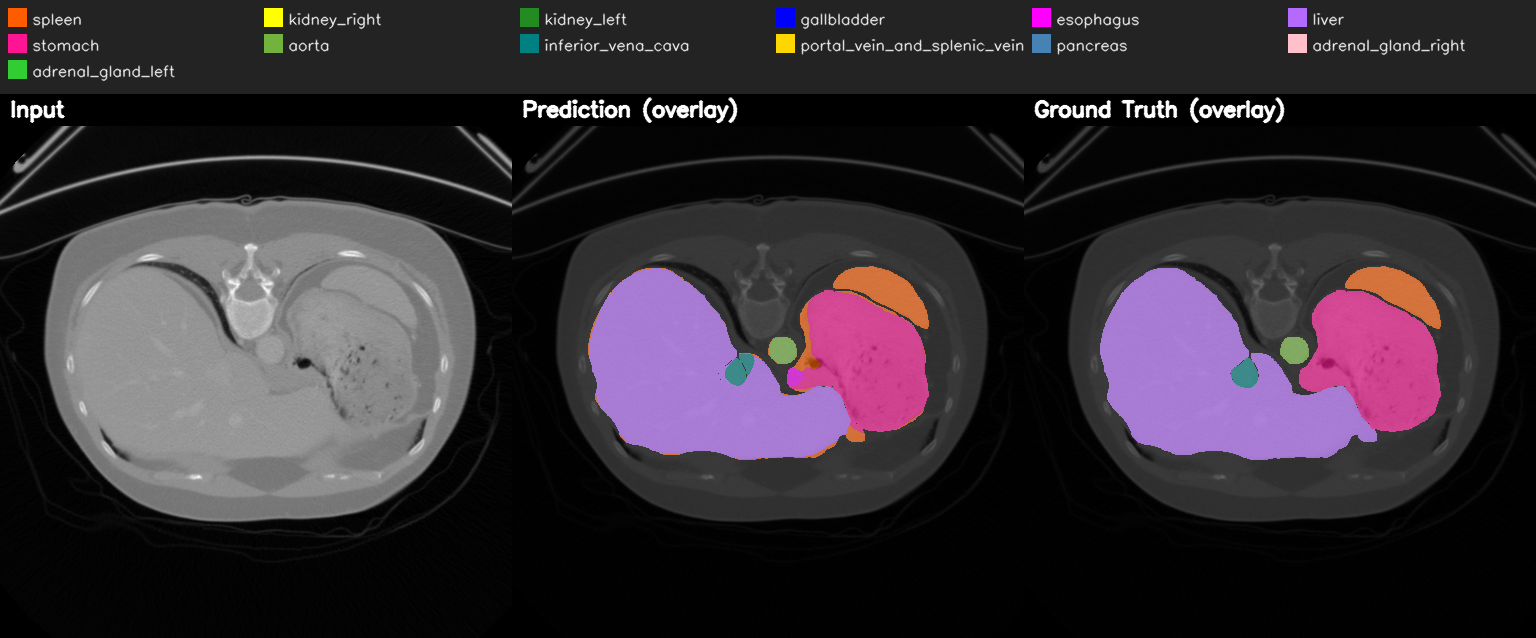 spleen kidney_right kidney_left gallbladder esophagus liver
stomach aorta inferior_vena_cava portal_vein_and_splenic_vein pancreas adrenal_gland_right
adrenal_gland_left
Input Prediction (overlay) Ground Truth (overlay)